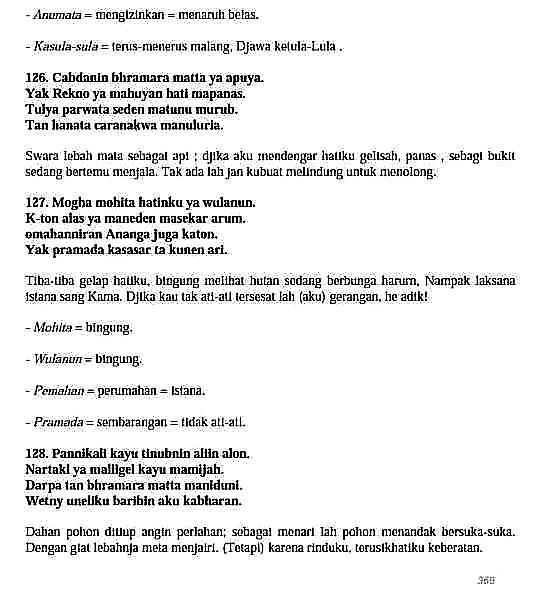 - Anumata = mengizinkan = menaruh belas.
- Kasula-sula = terus-menerus malang, Djawa ketula-Lula .
126. Cabdanin bhramara matta ya apuya.
Yak Rekno ya mahuyan hati mapanas.
Tulya parwata seden matunu murub.
Tan hanata caranakwa manulurla.
Swara lebah mata sebagai api ; djika aku mendengar hatiku gelisah, panas , sebagi bukit
sedang bertemu menjala. Tak ada lah jan kubuat melindung untuk menolong.
127. Mogha mohita hatinku ya wulanun.
K-ton alas ya maneden masekar arum.
omahanniran Ananga juga katon.
Yak pramada kasasar ta kunen ari.
Tiba-tiba gelap hatiku, bingung melihat hutan sedang berbunga harum, Nampak laksana
istana sang Kama. Djika kau tak ati-ati tersesat lah (aku) gerangan, he adik!
- Mohita = bingung.
- Wulanun = bingung.
- Pemahan = perumahan = istana.
- Pramada = sembarangan = tidak ati-ati.
128. Pannikali kayu tinubnin aliin alon.
Nartaki ya malligel kayu mamijah.
Darpa tan bhramara matta maniduni.
Wetny uneliku baribin aku kabharan.
Dahan pohon ditiup angin perlahan; sebagai menari lah pohon menandak bersuka-suka.
Dengan giat lebahnja meta menjairi. (Tetapi) karena rinduku, terusikhatiku keberatan.
369